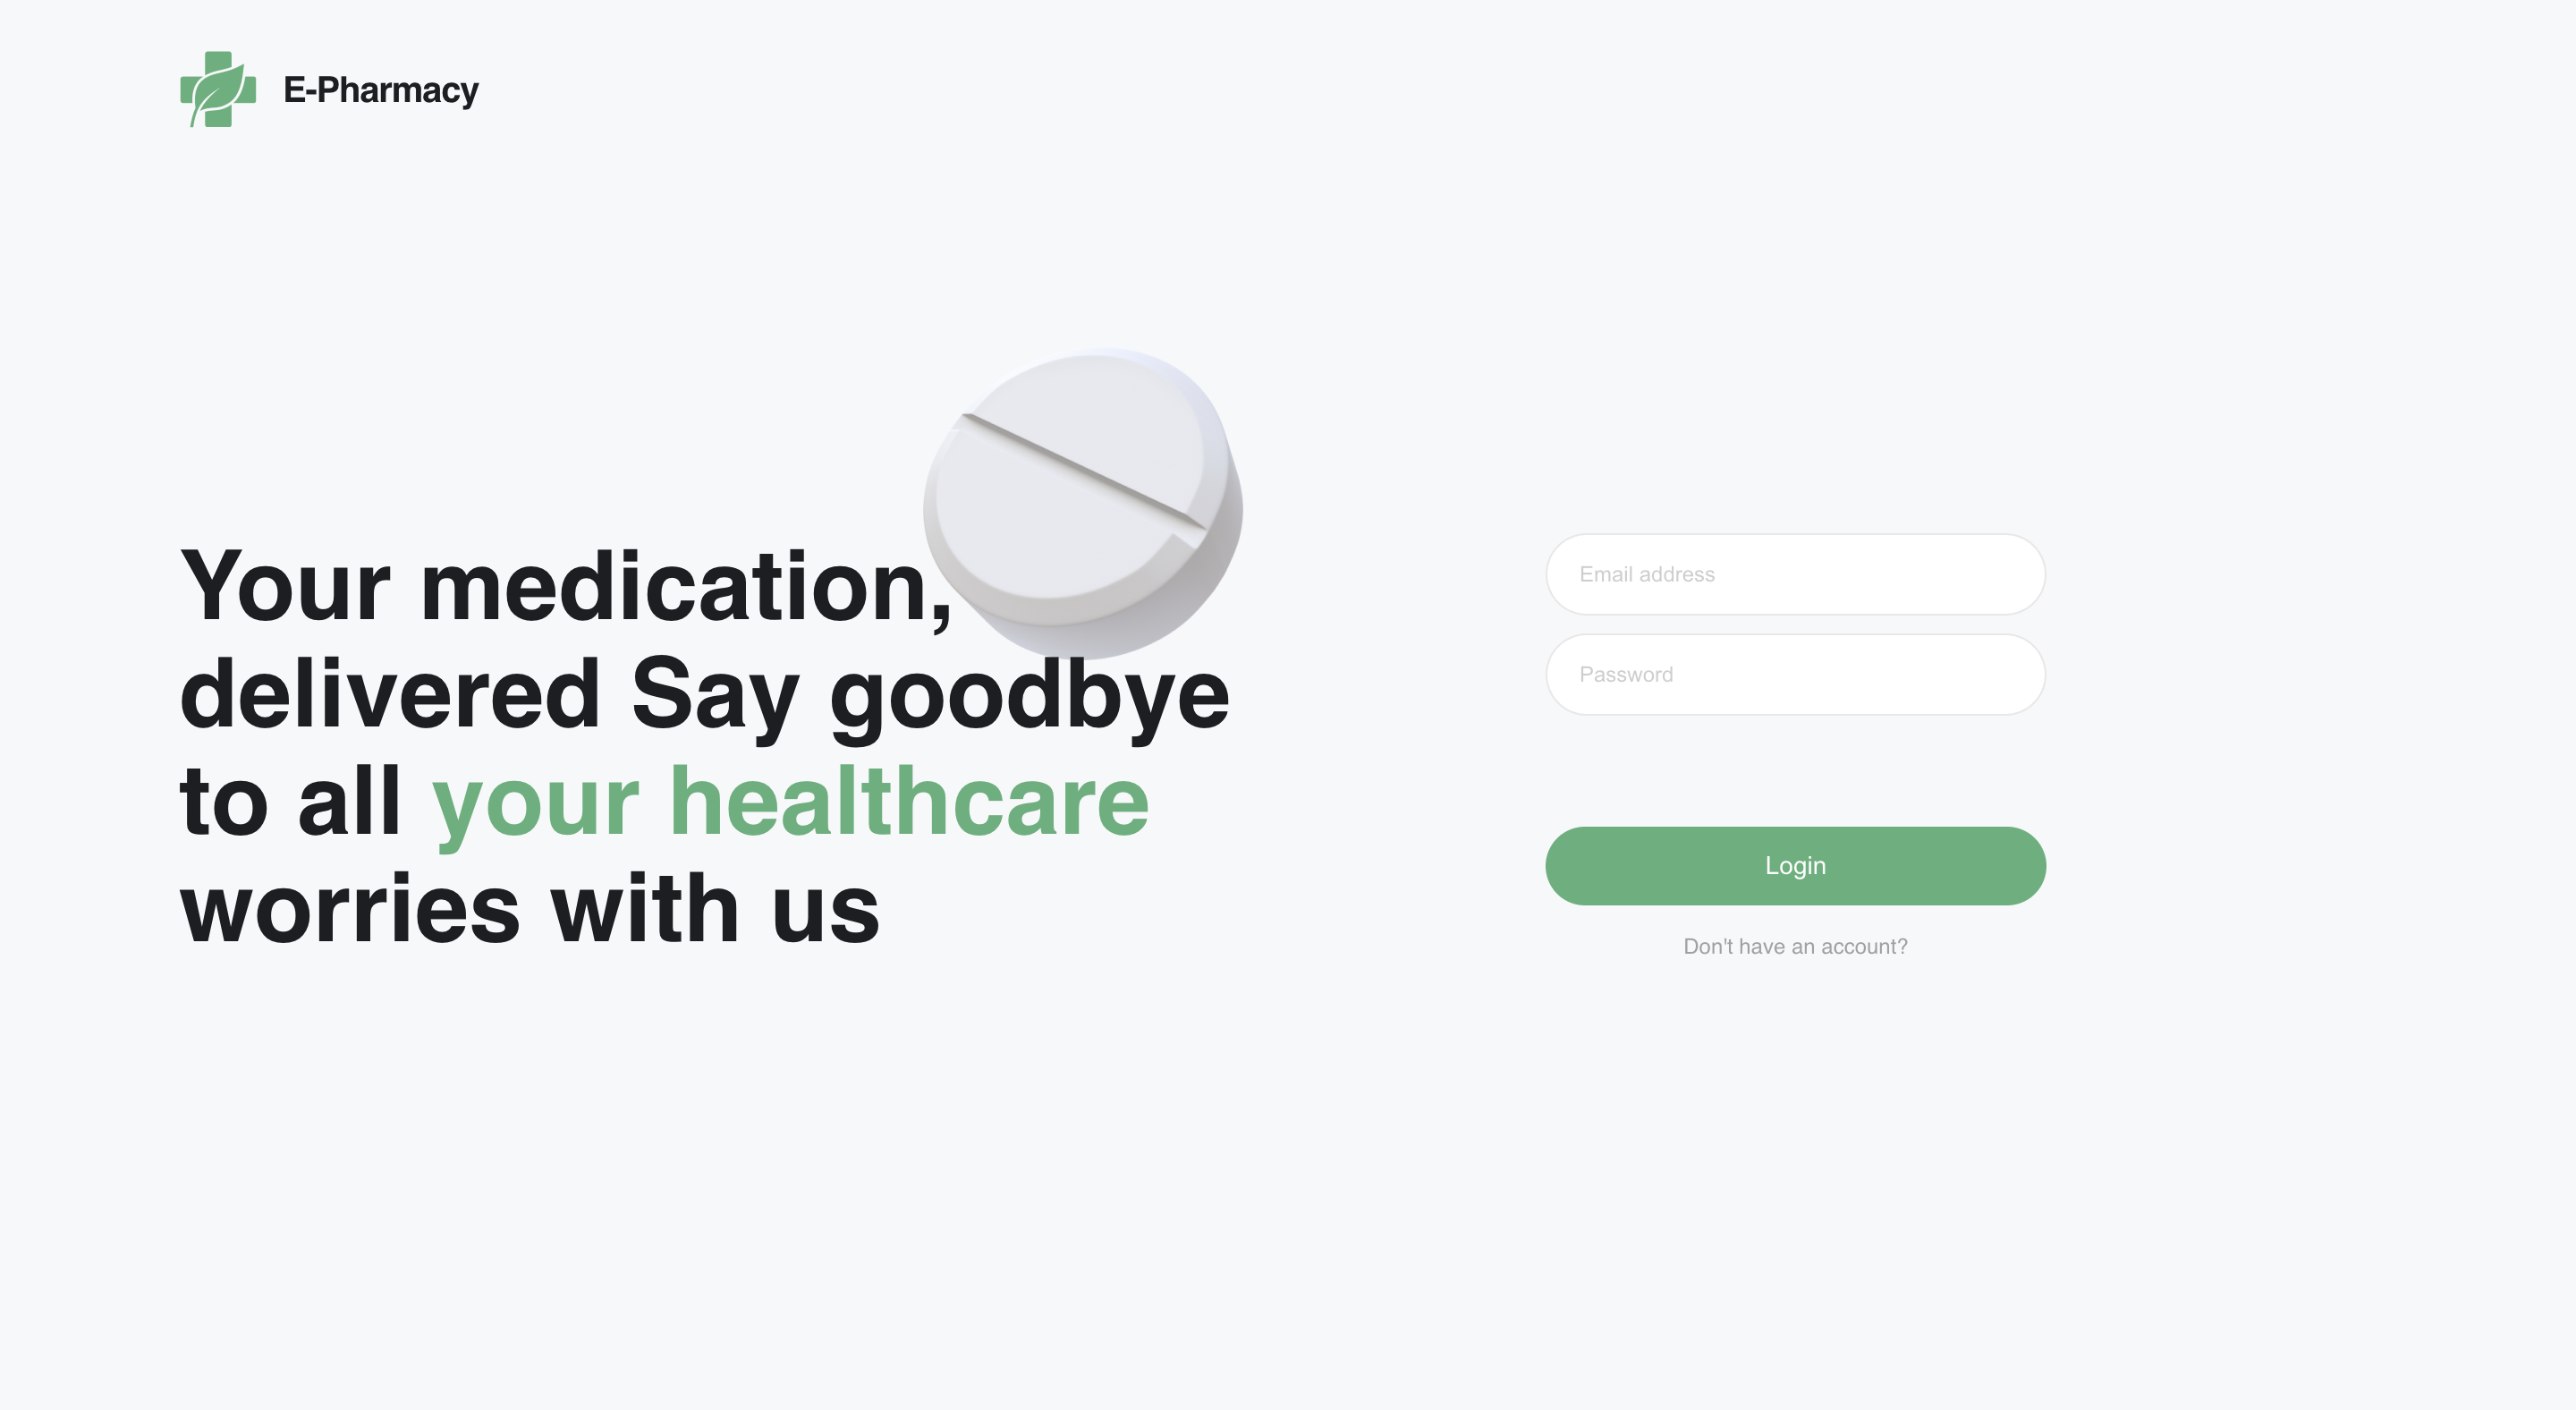 E-Pharmacy
Your medication,
delivered Say goodbye
to all your healthcare
worries with us
Email address
Password
Login
Don't have an account?